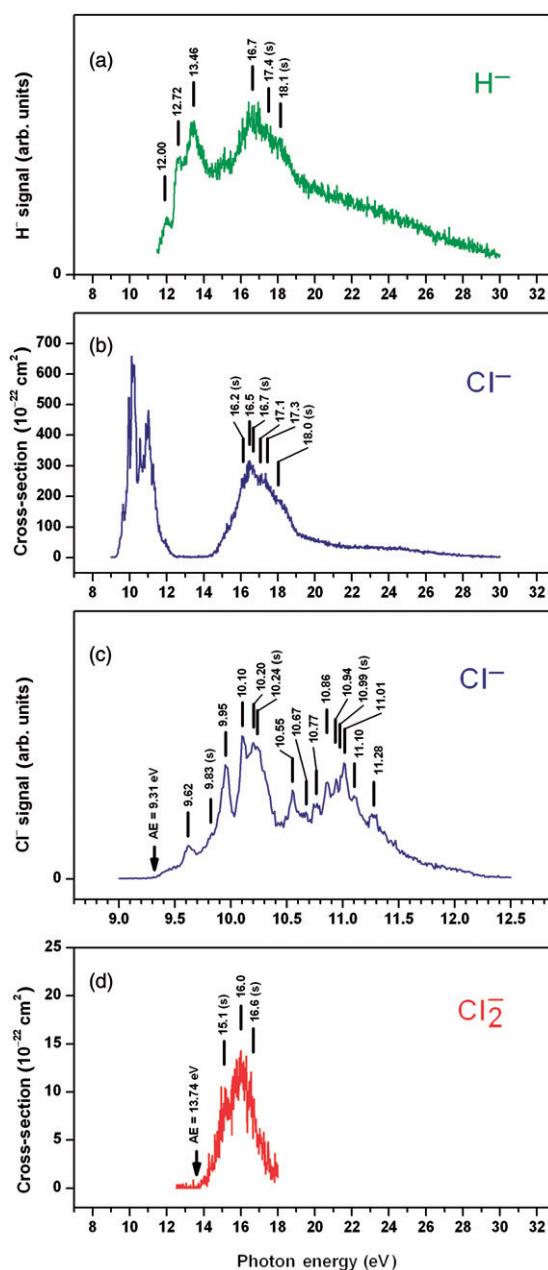 (a)
H⁻
12.00
12.72
13.46
16.7
17.4 (s)
18.1 (s)
H⁻ signal (arb. units)
0
8 10 12 14 16 18 20 22 24 26 28 30 32
(b)
Cl⁻
Cross-section (10⁻²² cm²)
700
600
500
400
300
200
100
0
16.2 (s)
16.5
16.7 (s)
17.1
17.3
18.0 (s)
8 10 12 14 16 18 20 22 24 26 28 30 32
(c)
Cl⁻
Cl⁻ signal (arb. units)
0
AE = 9.31 eV
9.62
9.83 (s)
9.95
10.10
10.20
10.24 (s)
10.55
10.67
10.77
10.86
10.94
10.99 (s)
11.01
11.10
11.28
9.0 9.5 10.0 10.5 11.0 11.5 12.0 12.5
(d)
Cl₂⁻
Cross-section (10⁻²² cm²)
25
20
15
10
5
0
AE = 13.74 eV
15.1 (s)
16.0
16.6 (s)
8 10 12 14 16 18 20 22 24 26 28 30 32
Photon energy (eV)